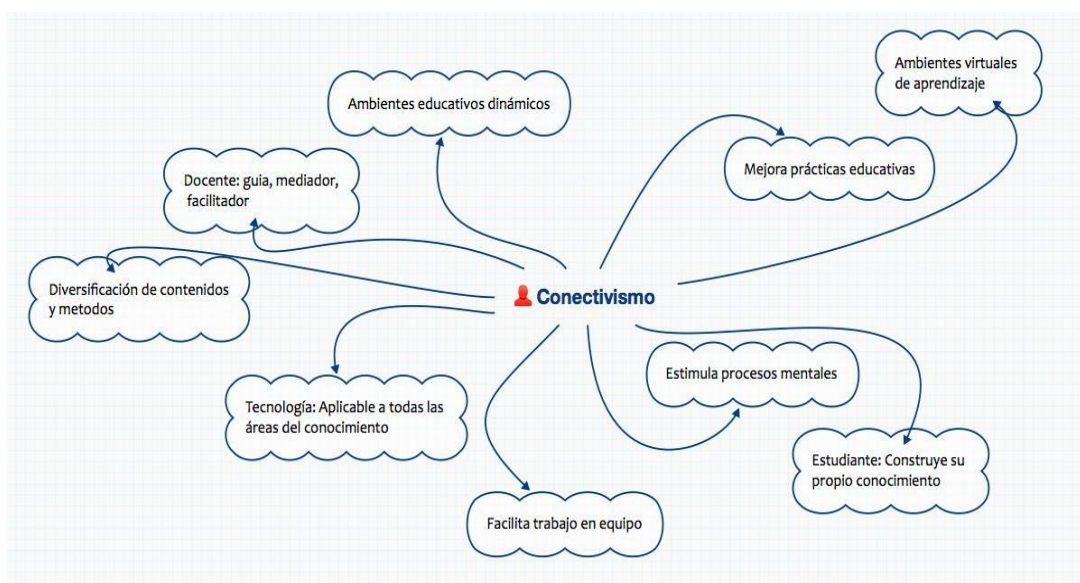 Ambientes virtuales
de aprendizaje
Ambientes educativos dinámicos
Mejora prácticas educativas
Docente: guia, mediador,
facilitador
Diversificación de contenidos
y metodos
Conectivismo
Estimula procesos mentales
Tecnología: Aplicable a todas las
áreas del conocimiento
Estudiante: Construye su
propio conocimiento
Facilita trabajo en equipo